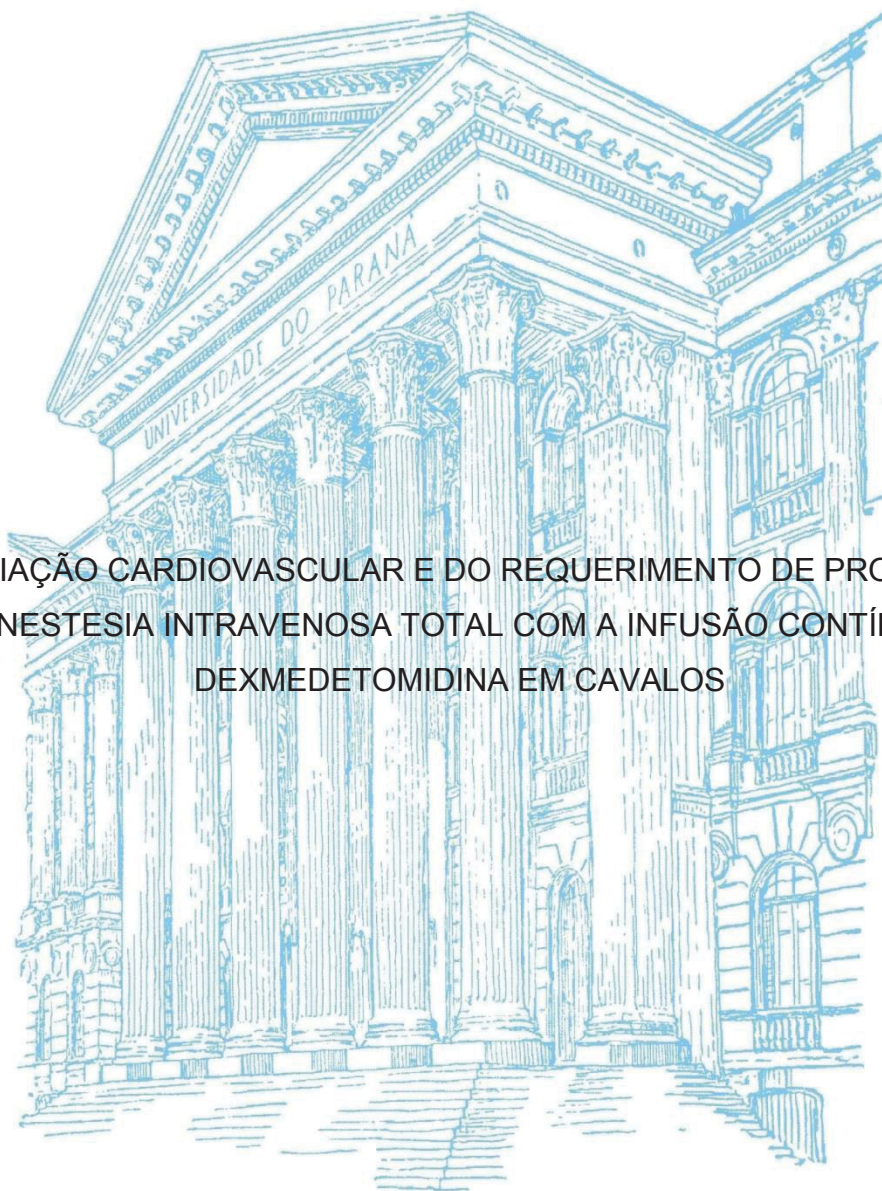 UNIVERSIDADE DO PARANÁ
IAÇÃO CARDIOVASCULAR E DO REQUERIMENTO DE PRO
NESTESIA INTRAVENOSA TOTAL COM A INFUSÃO CONTÍ
DEXMEDETOMIDINA EM CAVALOS